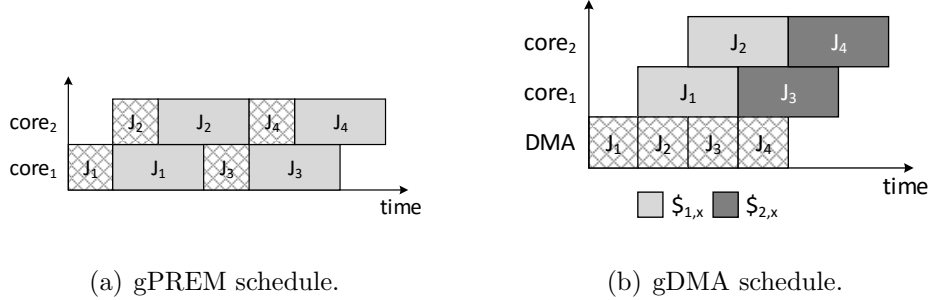 core₂ J₂ J₂ J₄ J₄
core₁ J₁ J₁ J₃ J₃
time
(a) gPREM schedule.
core₂ J₂ J₄
core₁ J₁ J₃
DMA J₁ J₂ J₃ J₄
time
$₁,ₓ $₂,ₓ
(b) gDMA schedule.